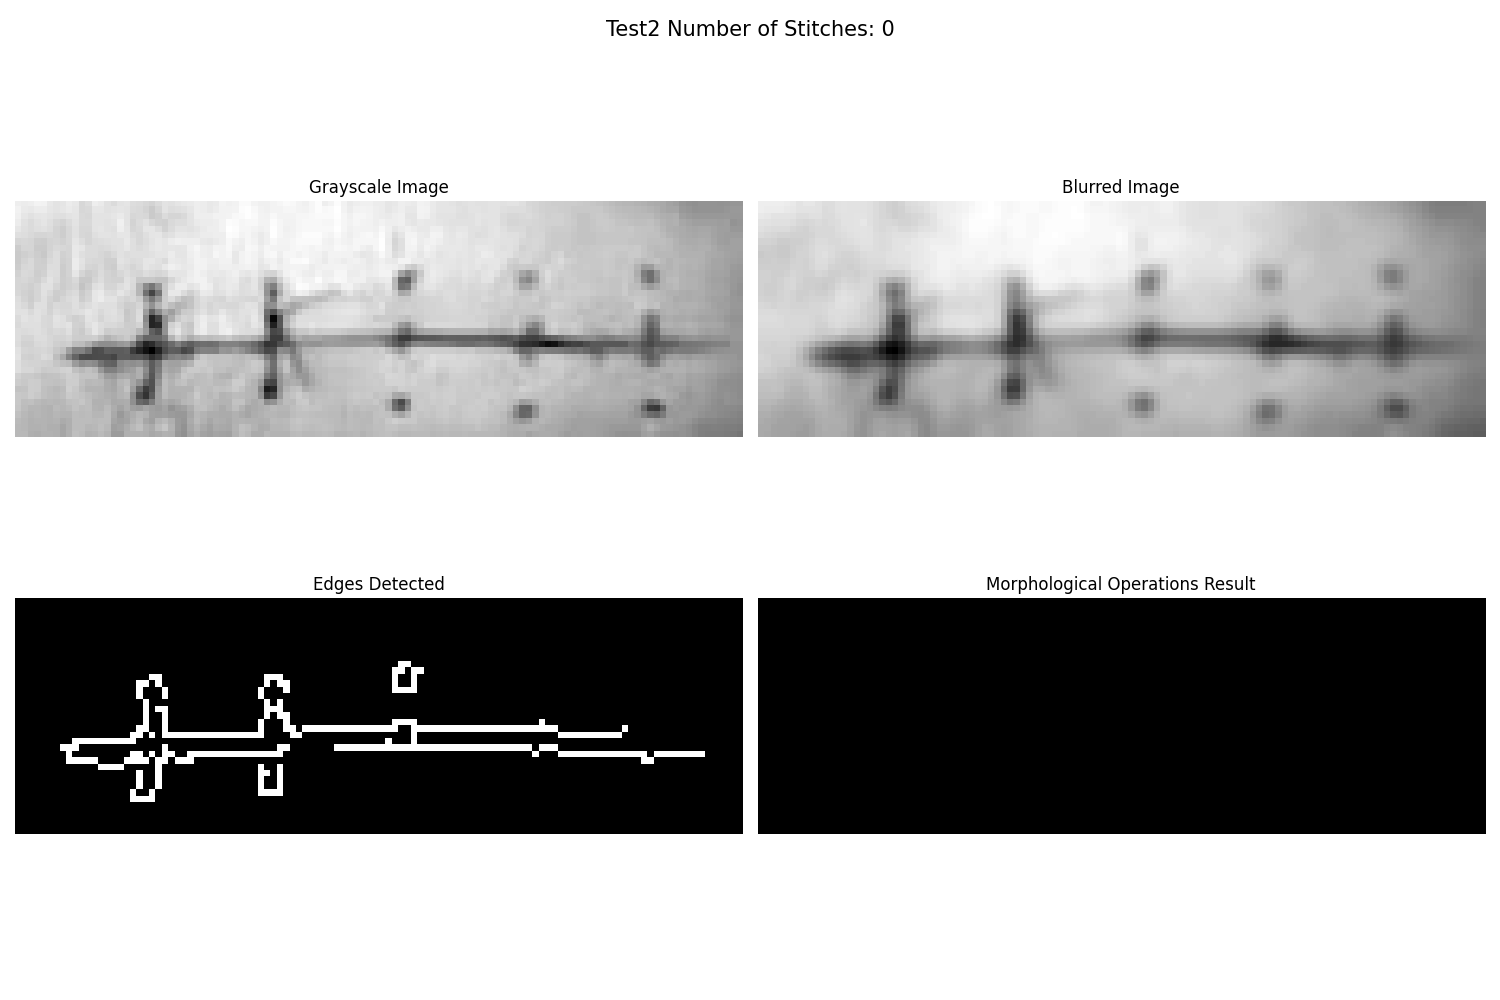 Test2 Number of Stitches: 0
Grayscale Image
Blurred Image
Edges Detected
Morphological Operations Result